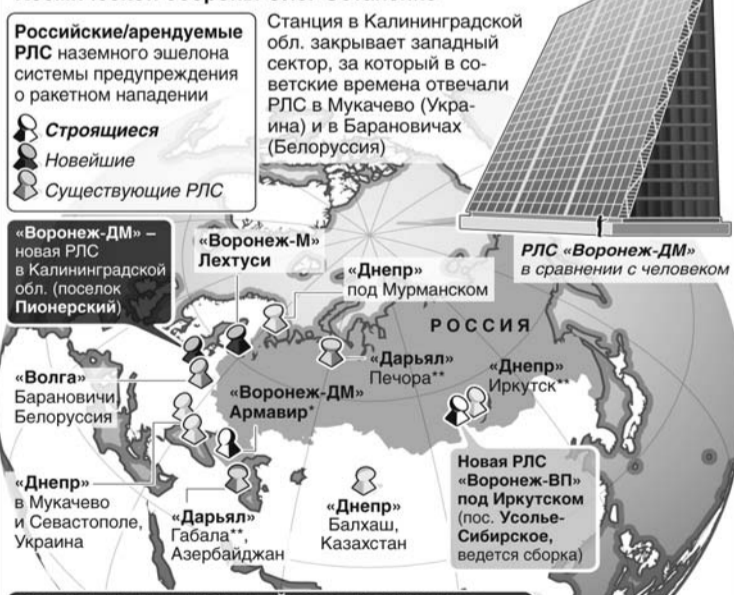 Российские/арендуемые
РЛС наземного эшелона
системы предупреждения
о ракетном нападении
Строящиеся
Новейшие
Существующие РЛС
Станция в Калининградской
обл. закрывает западный
сектор, за который в со-
ветские времена отвечали
РЛС в Мукачево (Укра-
ина) и в Барановичах
(Белоруссия)
РЛС «Воронеж-ДМ»
в сравнении с человеком
«Воронеж-ДМ» –
новая РЛС
в Калининградской
обл. (поселок
Пионерский)
«Воронеж-М»
Лехтуси
«Днепр»
под Мурманском
РОССИЯ
«Дарьял»
Печора**
«Днепр»
Иркутск**
«Волга»
Барановичи,
Белоруссия
«Воронеж-ДМ»
Армавир*
«Днепр»
в Мукачево
и Севастополе,
Украина
«Дарьял»
Габала**,
Азербайджан
«Днепр»
Балхаш,
Казахстан
Новая РЛС
«Воронеж-ВП»
под Иркутском
(пос. Усолье-
Сибирское,
ведется сборка)